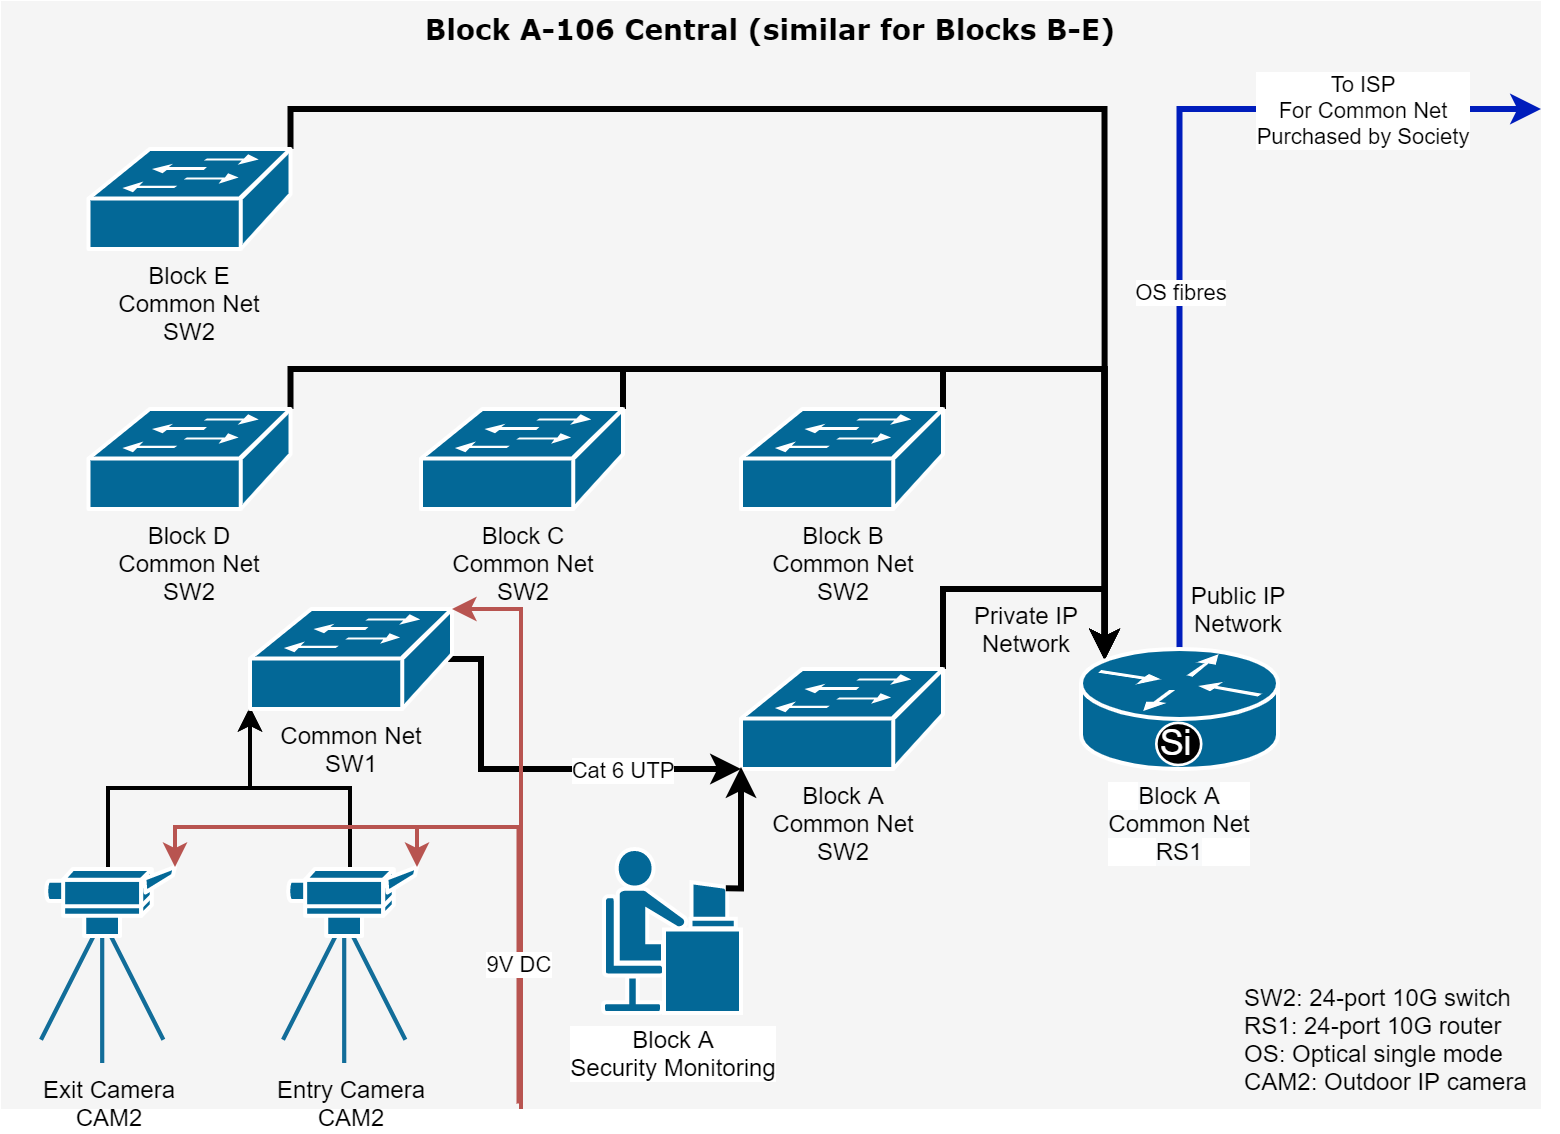 Block A-106 Central (similar for Blocks B-E)
To ISP
For Common Net
Purchased by Society
Block E
Common Net
SW2
OS fibres
Block D
Common Net
SW2
Block C
Common Net
SW2
Block B
Common Net
SW2
Private IP
Network
Public IP
Network
Common Net
SW1
Cat 6 UTP
Si
Block A
Common Net
SW2
Block A
Common Net
RS1
9V DC
Exit Camera
CAM2
Entry Camera
CAM2
Block A
Security Monitoring
SW2: 24-port 10G switch
RS1: 24-port 10G router
OS: Optical single mode
CAM2: Outdoor IP camera